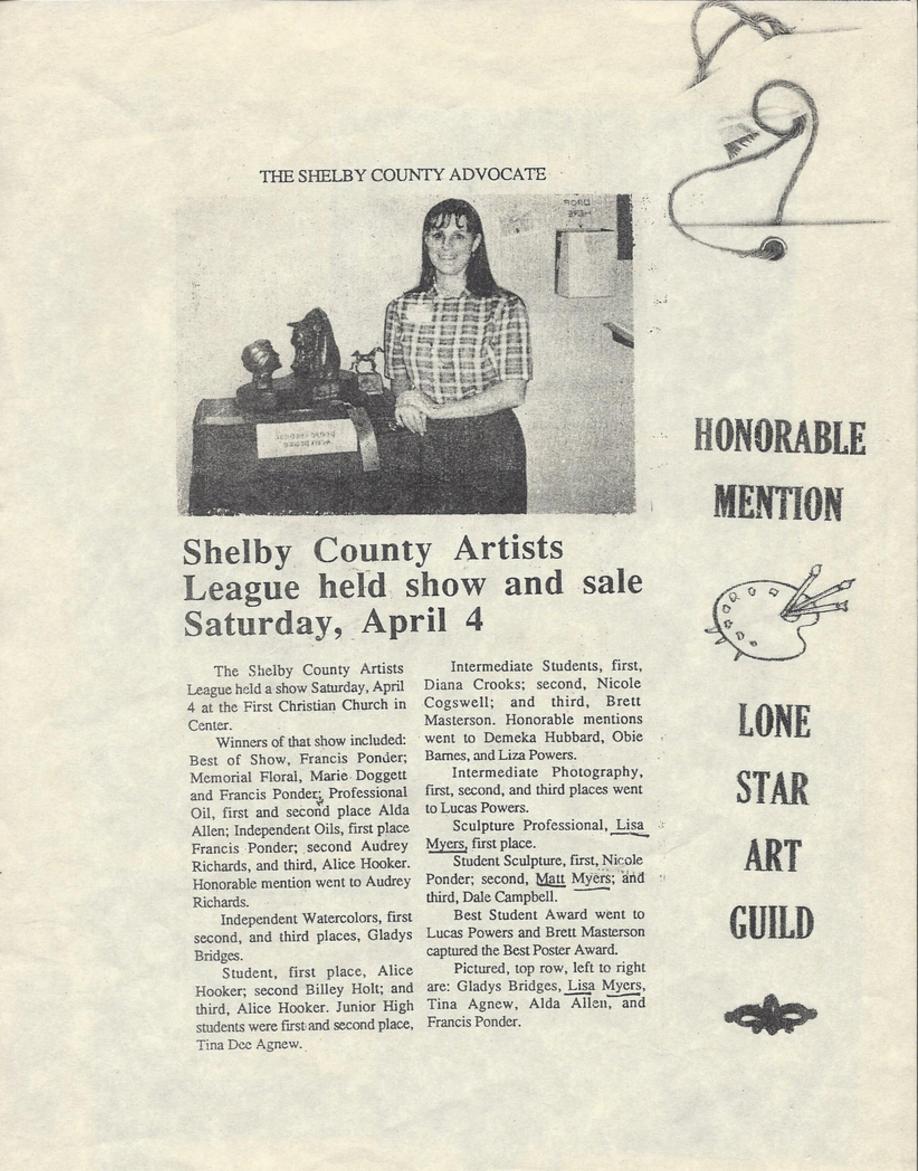 THE SHELBY COUNTY ADVOCATE
Shelby County Artists
League held show and sale
Saturday, April 4
The Shelby County Artists
League held a show Saturday, April
4 at the First Christian Church in
Center.
Winners of that show included:
Best of Show, Francis Ponder;
Memorial Floral, Marie Doggett
and Francis Ponder; Professional
Oil, first and second place Alda
Allen; Independent Oils, first place
Francis Ponder; second Audrey
Richards, and third, Alice Hooker.
Honorable mention went to Audrey
Richards.
Independent Watercolors, first
second, and third places, Gladys
Bridges.
Student, first place, Alice
Hooker; second Billey Holt; and
third, Alice Hooker. Junior High
students were first and second place,
Tina Dee Agnew.
Intermediate Students, first,
Diana Crooks; second, Nicole
Cogswell; and third, Brett
Masterson. Honorable mentions
went to Demeka Hubbard, Obie
Barnes, and Liza Powers.
Intermediate Photography,
first, second, and third places went
to Lucas Powers.
Sculpture Professional, Lisa
Myers, first place.
Student Sculpture, first, Nicole
Ponder; second, Matt Myers; and
third, Dale Campbell.
Best Student Award went to
Lucas Powers and Brett Masterson
captured the Best Poster Award.
Pictured, top row, left to right
are: Gladys Bridges, Lisa Myers,
Tina Agnew, Alda Allen, and
Francis Ponder.
HONORABLE
MENTION
LONE
STAR
ART
GUILD